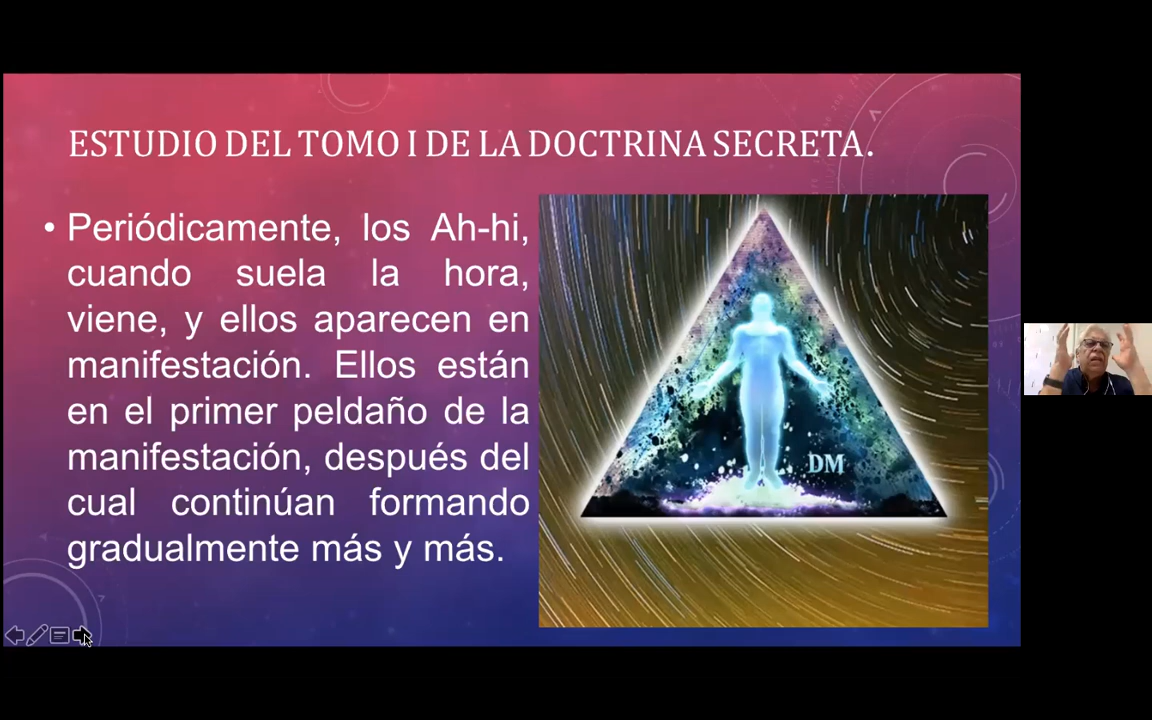 ESTUDIO DEL TOMO I DE LA DOCTRINA SECRETA.
• Periódicamente, los Ah-hi,
cuando suela la hora,
viene, y ellos aparecen en
manifestación. Ellos están
en el primer peldaño de la
manifestación, después del
cual continúan formando
gradualmente más y más.
DM